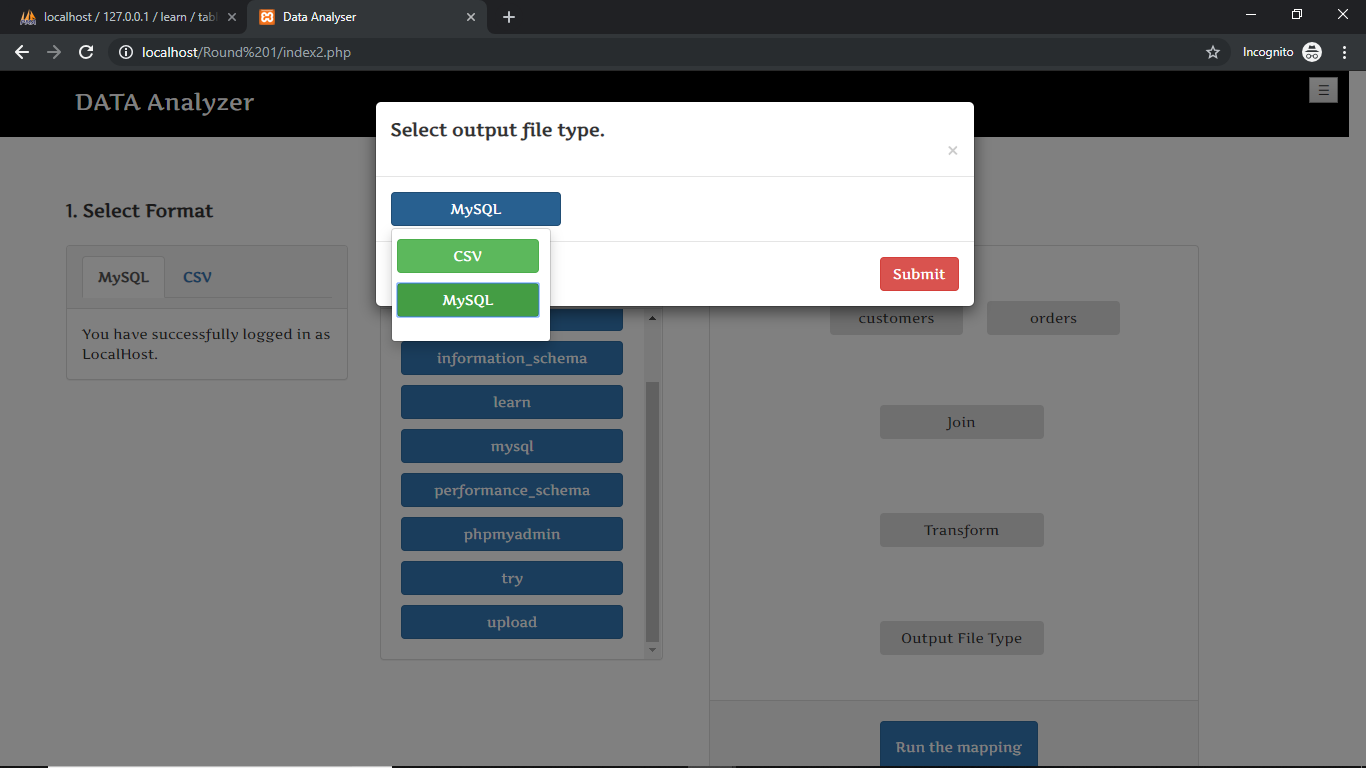 localhost / 127.0.0.1 / learn / tabl
Data Analyser
localhost/Round%201/index2.php
Incognito
DATA Analyzer
Select output file type.
MySQL
CSV
MySQL
Submit
1. Select Format
MySQL CSV
You have successfully logged in as
LocalHost.
information_schema
learn
mysql
performance_schema
phpmyadmin
try
upload
customers orders
Join
Transform
Output File Type
Run the mapping